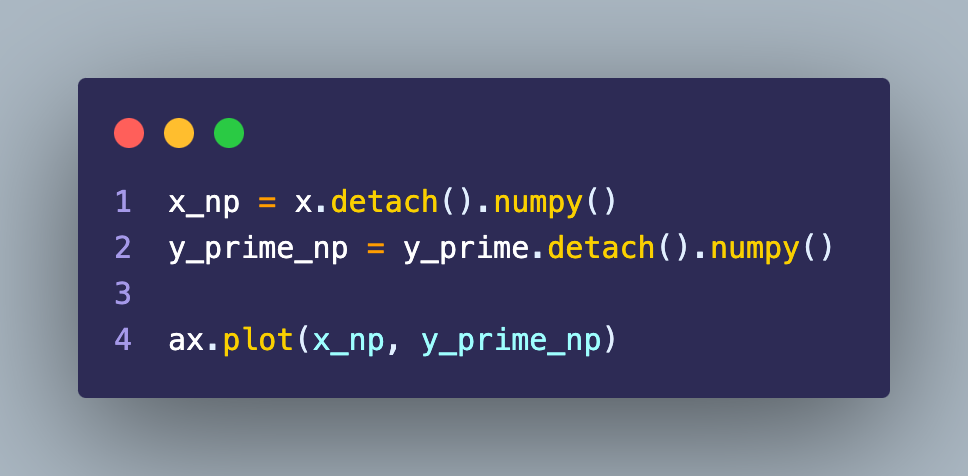 1 x_np = x.detach().numpy()
2 y_prime_np = y_prime.detach().numpy()
3
4 ax.plot(x_np, y_prime_np)